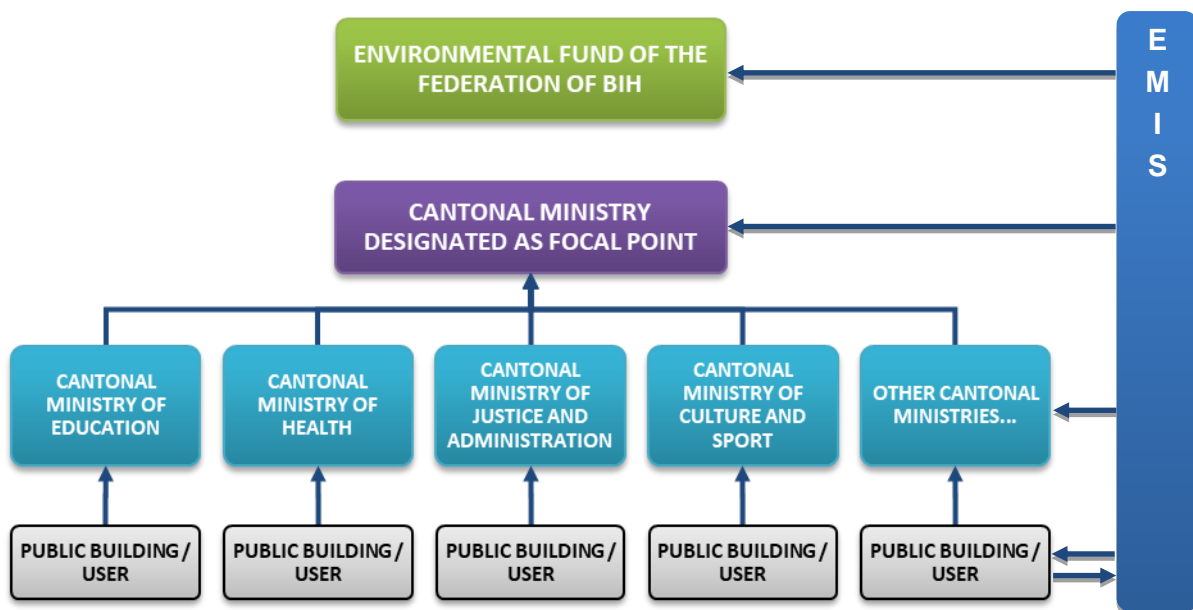 ENVIRONMENTAL FUND OF THE
FEDERATION OF BIH
E
M
I
S
CANTONAL MINISTRY
DESIGNATED AS FOCAL POINT
CANTONAL
MINISTRY OF
EDUCATION
CANTONAL
MINISTRY OF
HEALTH
CANTONAL
MINISTRY OF
JUSTICE AND
ADMINISTRATION
CANTONAL
MINISTRY OF
CULTURE AND
SPORT
OTHER CANTONAL
MINISTRIES...
PUBLIC BUILDING /
USER
PUBLIC BUILDING /
USER
PUBLIC BUILDING /
USER
PUBLIC BUILDING /
USER
PUBLIC BUILDING /
USER